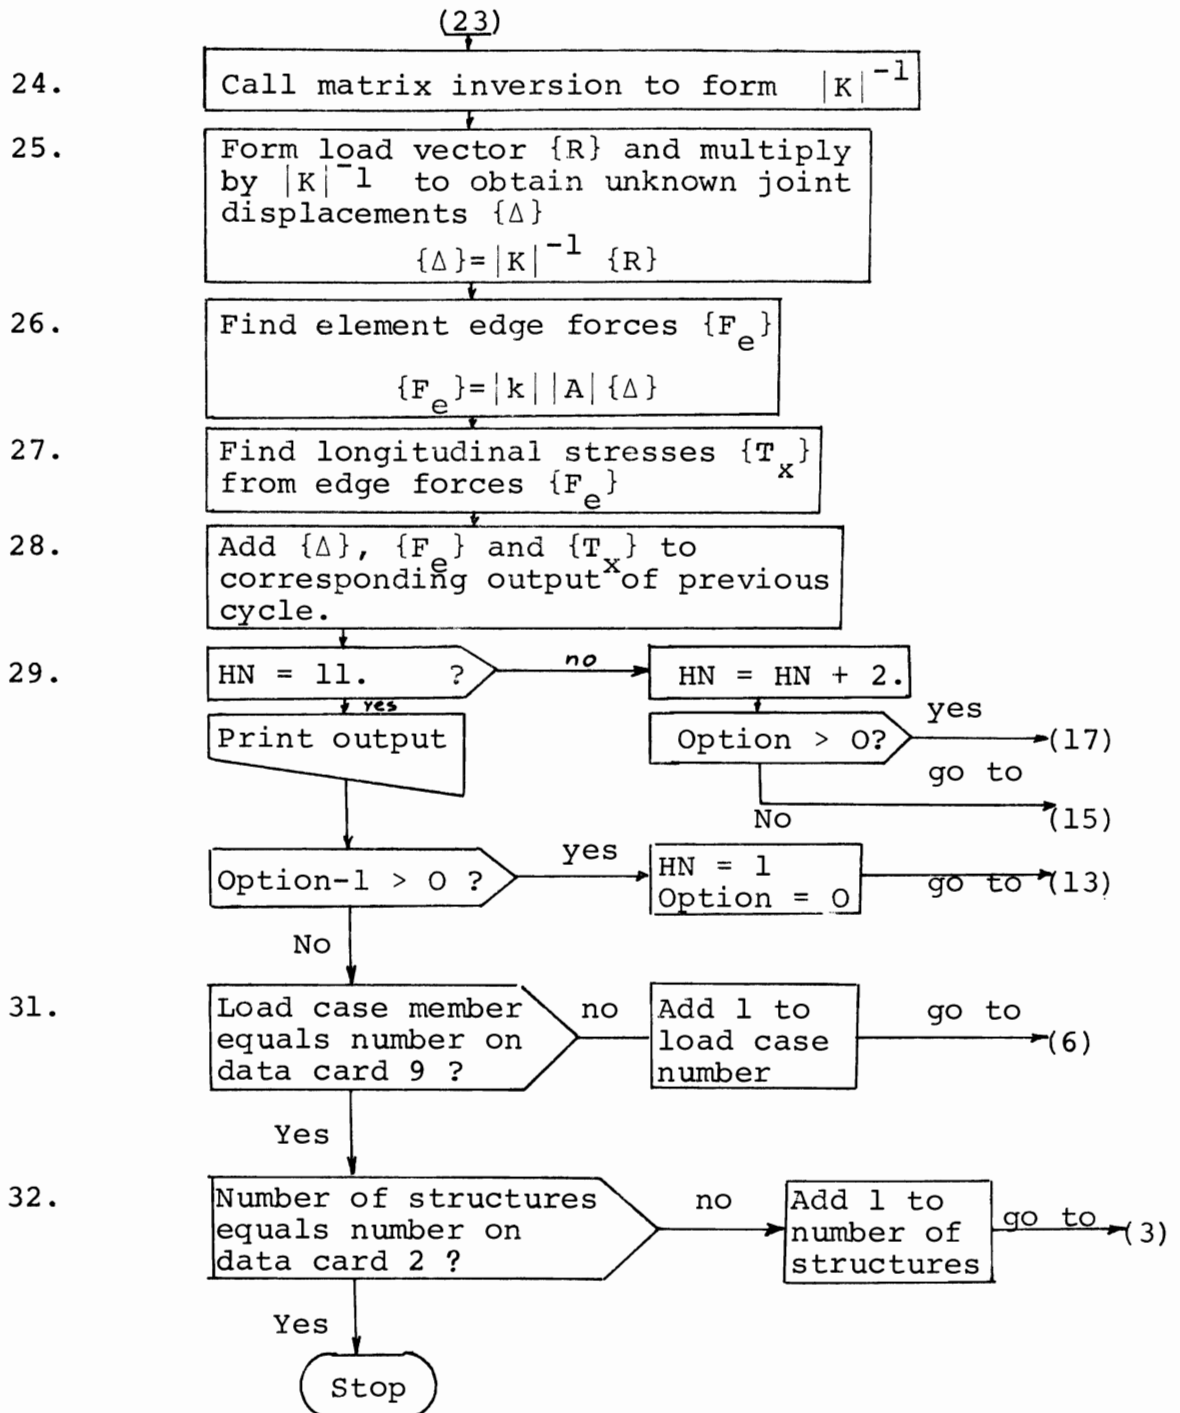 (23)
24. Call matrix inversion to form |K|⁻¹
25. Form load vector {R} and multiply
by |K|⁻¹ to obtain unknown joint
displacements {Δ}
{Δ}=|K|⁻¹ {R}
26. Find element edge forces {Fₑ}
{Fₑ}=|k||A|{Δ}
27. Find longitudinal stresses {Tₓ}
from edge forces {Fₑ}
28. Add {Δ}, {Fₑ} and {Tₓ} to
corresponding output of previous
cycle.
29. HN = 11. ? no HN = HN + 2.
yes
Print output
Option > 0? yes (17)
go to
No (15)
Option-1 > 0 ? yes HN = 1
Option = 0
go to (13)
No
31. Load case member
equals number on
data card 9 ?
no
Add 1 to
load case
number
go to (6)
Yes
32. Number of structures
equals number on
data card 2 ?
no
Add 1 to
number of
structures
go to (3)
Yes
Stop